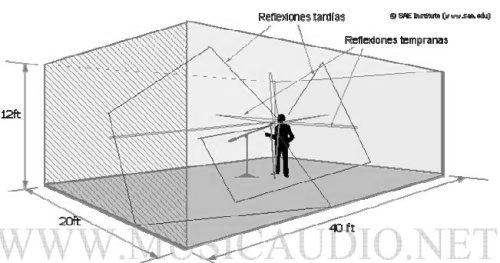 Reflexiones tardías
© SAE Institute (www.sae.edu)
Reflexiones tempranas
12ft
20ft
40 ft
WWW.MUSICAUDIO.NET